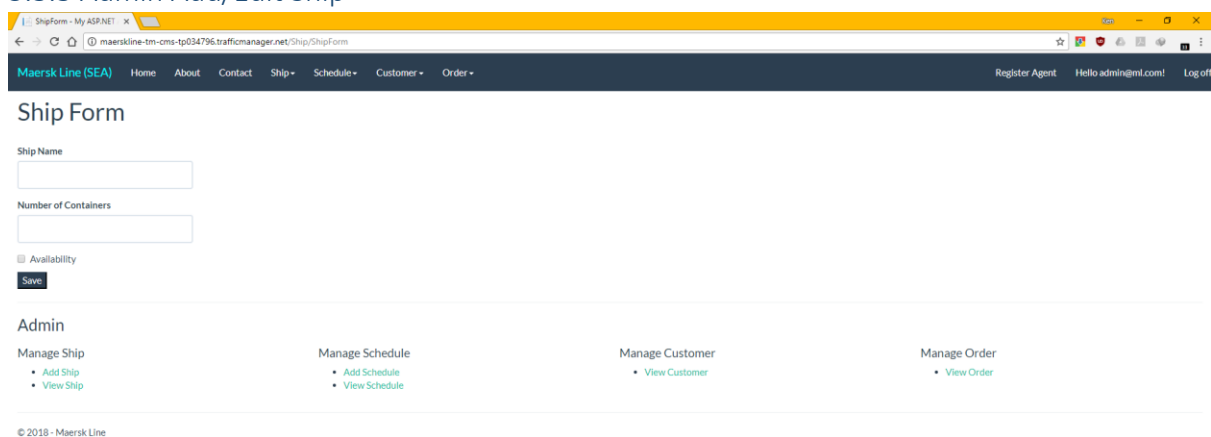 ShipForm - My ASP.NET
maerskline-tm-cms-tp034796.trafficmanager.net/Ship/ShipForm
Maersk Line (SEA) Home About Contact Ship Schedule Customer Order Register Agent Hello admin@ml.com! Log off
Ship Form
Ship Name
Number of Containers
Availability
Save
Admin
Manage Ship Manage Schedule Manage Customer Manage Order
• Add Ship • Add Schedule • View Customer • View Order
• View Ship • View Schedule
© 2018 - Maersk Line